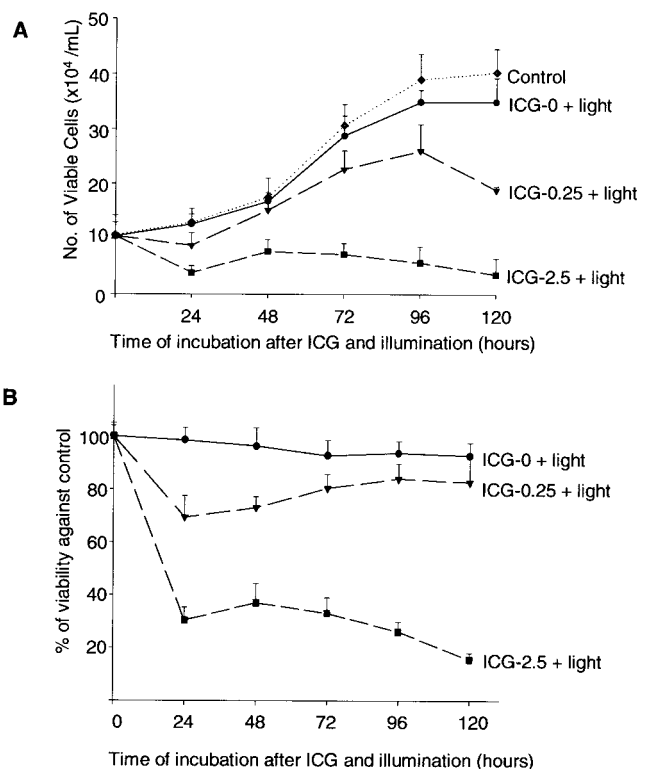 A
No. of Viable Cells (x10⁴ /mL)
50
40
30
20
10
0
Control
ICG-0 + light
ICG-0.25 + light
ICG-2.5 + light
24 48 72 96 120
Time of incubation after ICG and illumination (hours)
B
% of viability against control
100
80
60
40
20
ICG-0 + light
ICG-0.25 + light
ICG-2.5 + light
0 24 48 72 96 120
Time of incubation after ICG and illumination (hours)